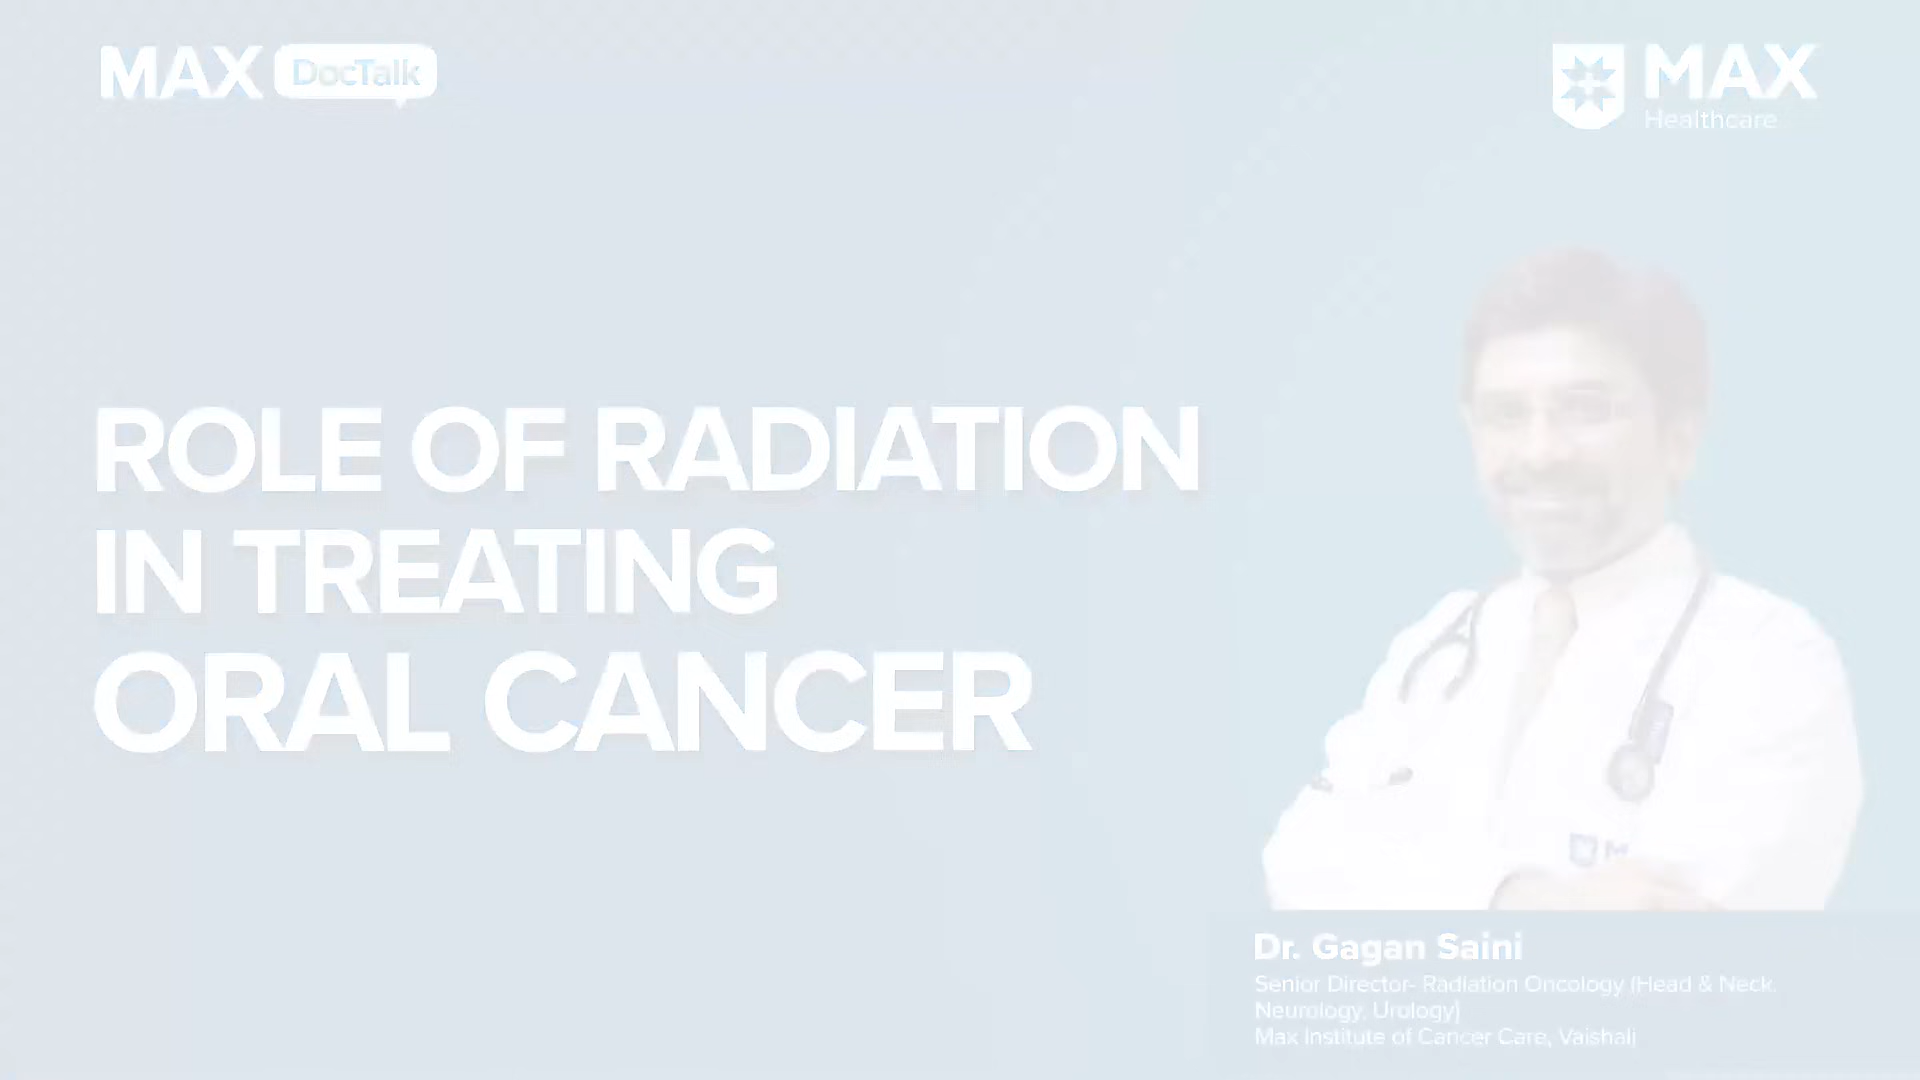 MAX DocTalk
MAX
Healthcare
ROLE OF RADIATION
IN TREATING
ORAL CANCER
Dr. Gagan Saini
Senior Director- Radiation Oncology (Head & Neck,
Neurology, Urology)
Max Institute of Cancer Care, Vaishali